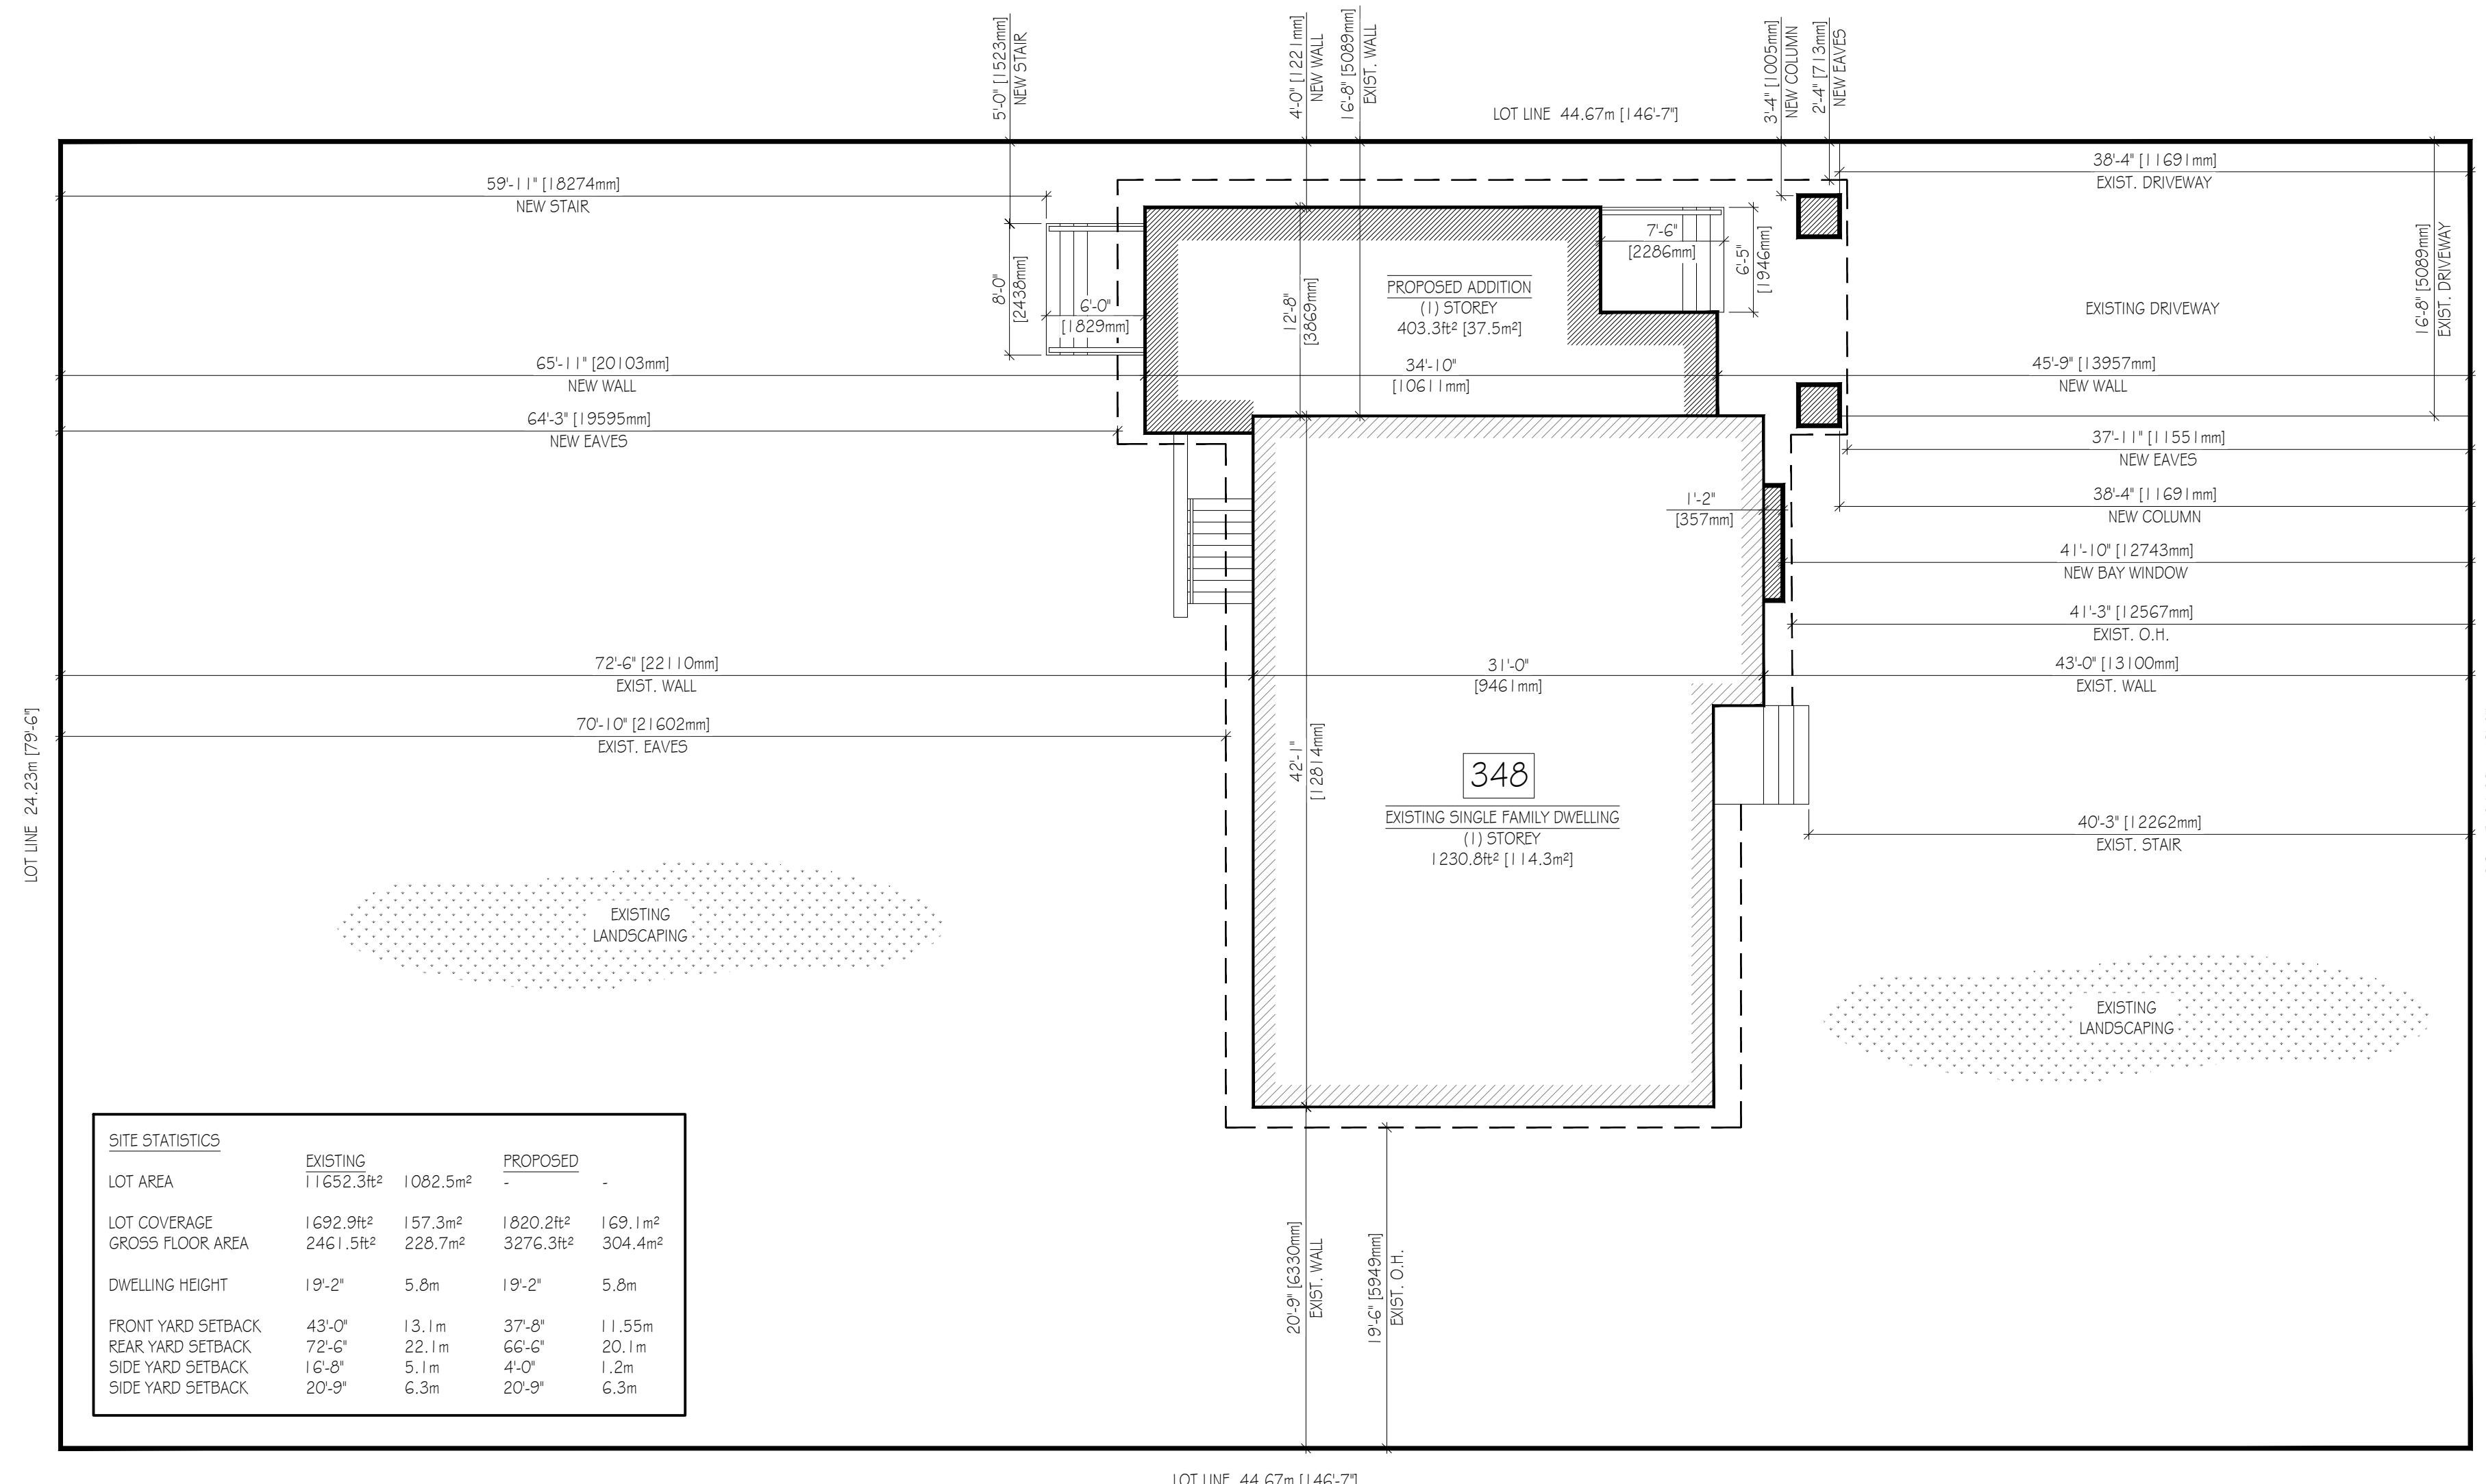 5'-0" [1523mm]
NEW STAIR
4'-0" [1221mm]
NEW WALL
16'-8" [5089mm]
EXIST. WALL
LOT LINE 44.67m [146'-7"]
3'-4" [1005mm]
NEW COLUMN
2'-4" [713mm]
NEW EAVES
38'-4" [11691mm]
EXIST. DRIVEWAY
59'-11" [18274mm]
NEW STAIR
8'-0"
[2438mm]
6'-0"
[1829mm]
12'-8"
[3869mm]
PROPOSED ADDITION
(1) STOREY
403.3ft² [37.5m²]
7'-6"
[2286mm]
6'-5"
[1946mm]
EXISTING DRIVEWAY
16'-8" [5089mm]
EXIST. DRIVEWAY
65'-11" [20103mm]
NEW WALL
34'-10"
[10611mm]
45'-9" [13957mm]
NEW WALL
64'-3" [19595mm]
NEW EAVES
37'-11" [11551mm]
NEW EAVES
1'-2"
[357mm]
38'-4" [11691mm]
NEW COLUMN
41'-10" [12743mm]
NEW BAY WINDOW
41'-3" [12567mm]
EXIST. O.H.
72'-6" [22110mm]
EXIST. WALL
31'-0"
[9461mm]
43'-0" [13100mm]
EXIST. WALL
70'-10" [21602mm]
EXIST. EAVES
LOT LINE 24.23m [79'-6"]
42'-1"
[12814mm]
348
EXISTING SINGLE FAMILY DWELLING
(1) STOREY
1230.8ft² [114.3m²]
40'-3" [12262mm]
EXIST. STAIR
EXISTING
LANDSCAPING
EXISTING
LANDSCAPING
SITE STATISTICS
EXISTING PROPOSED
LOT AREA 11652.3ft² 1082.5m² - -
LOT COVERAGE 1692.9ft² 157.3m² 1820.2ft² 169.1m²
GROSS FLOOR AREA 2461.5ft² 228.7m² 3276.3ft² 304.4m²
DWELLING HEIGHT 19'-2" 5.8m 19'-2" 5.8m
FRONT YARD SETBACK 43'-0" 13.1m 37'-8" 11.55m
REAR YARD SETBACK 72'-6" 22.1m 66'-6" 20.1m
SIDE YARD SETBACK 16'-8" 5.1m 4'-0" 1.2m
SIDE YARD SETBACK 20'-9" 6.3m 20'-9" 6.3m
20'-9" [6330mm]
EXIST. WALL
19'-6" [5949mm]
EXIST. O.H.
LOT LINE 44.67m [146'-7"]